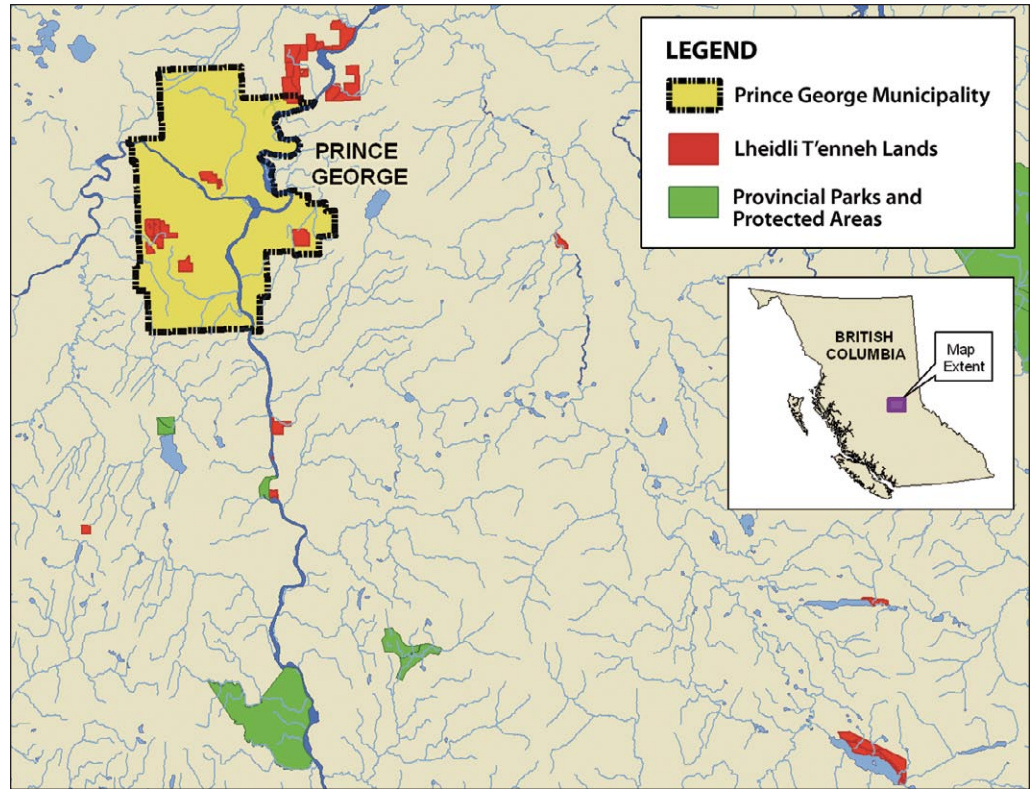 LEGEND
Prince George Municipality
Lheidli T'enneh Lands
Provincial Parks and
Protected Areas
PRINCE
GEORGE
BRITISH
COLUMBIA
Map
Extent